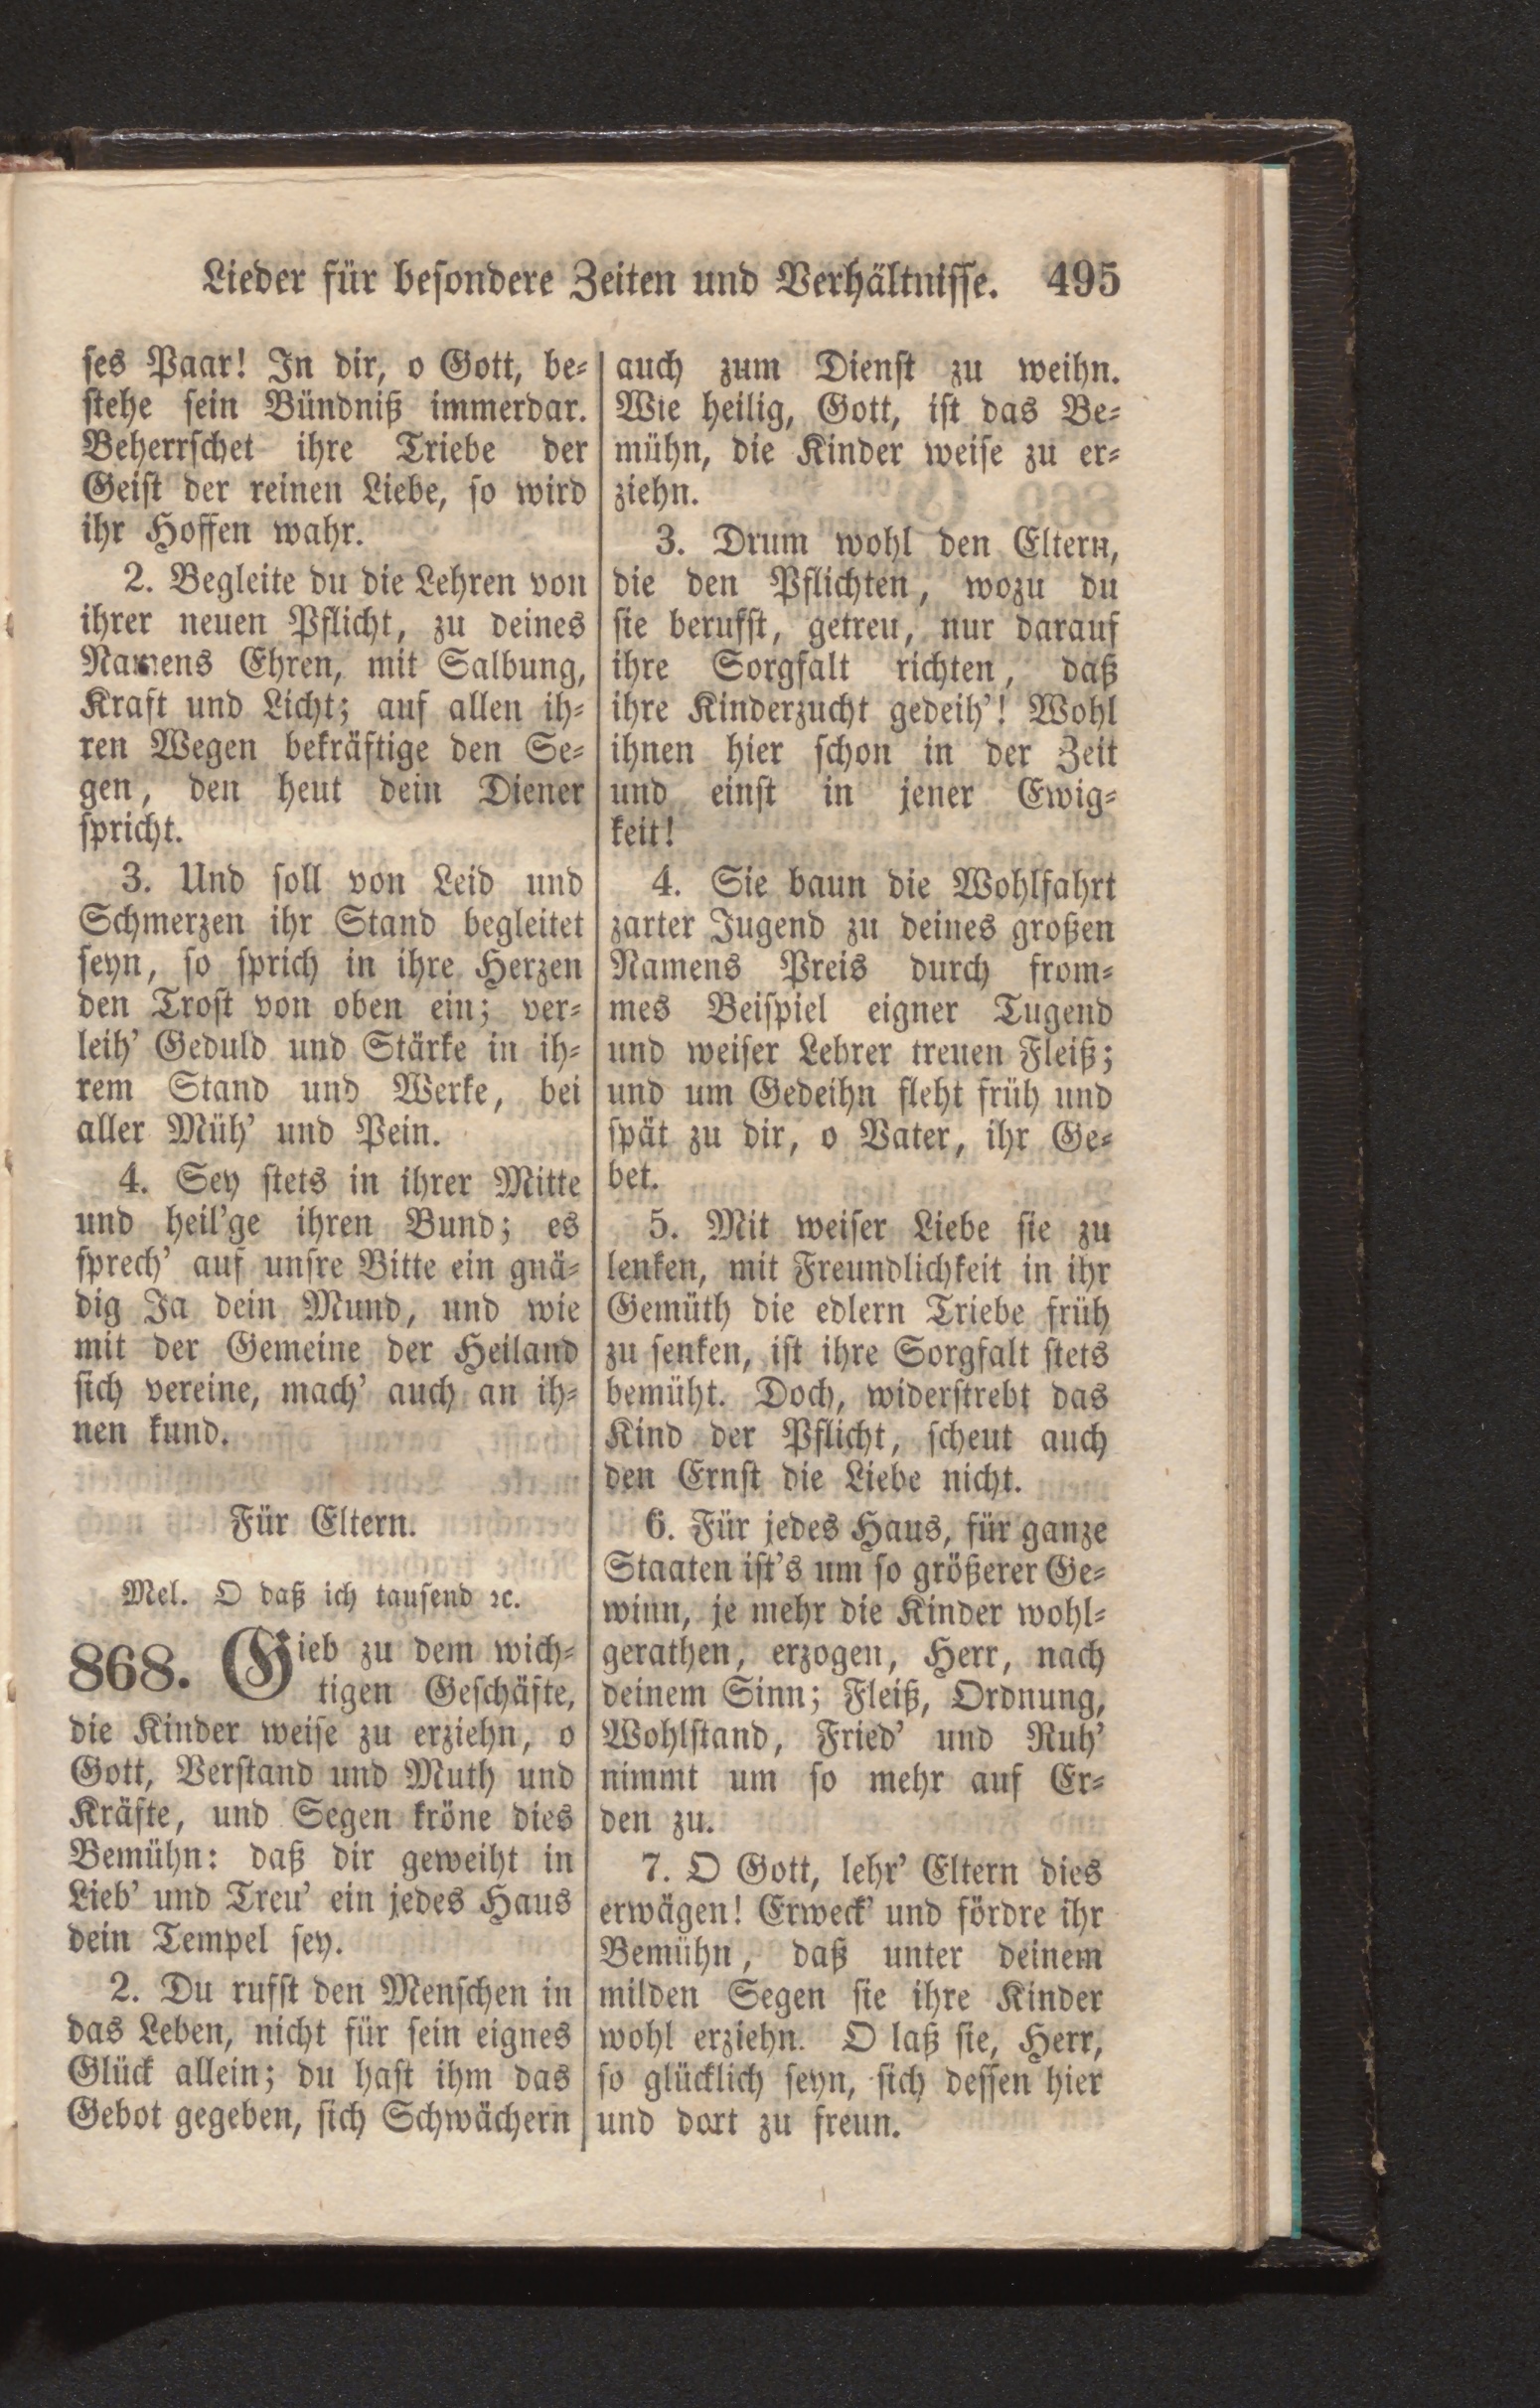 Lieder für besondere Zeiten und Verhältnisse. 495
ses Paar! In dir, o Gott, be-
stehe sein Bündniß immerdar.
Beherrschet ihre Triebe der
Geist der reinen Liebe, so wird
ihr Hoffen wahr.
2. Begleite du die Lehren von
ihrer neuen Pflicht, zu deines
Namens Ehren, mit Salbung,
Kraft und Licht; auf allen ih-
ren Wegen bekräftige den Se-
gen, den heut dein Diener
spricht.
3. Und soll von Leid und
Schmerzen ihr Stand begleitet
seyn, so sprich in ihre Herzen
den Trost von oben ein; ver-
leih' Geduld und Stärke in ih-
rem Stand und Werke, bei
aller Müh' und Pein.
4. Sey stets in ihrer Mitte
und heil'ge ihren Bund; es
sprech' auf unsre Bitte ein gnä-
dig Ja dein Mund, und wie
mit der Gemeine der Heiland
sich vereine, mach' auch an ih-
nen kund.
Für Eltern.
Mel. O daß ich tausend ꝛc.
868. Gieb zu dem wich-
tigen Geschäfte,
die Kinder weise zu erziehn, o
Gott, Verstand und Muth und
Kräfte, und Segen kröne dies
Bemühn: daß dir geweiht in
Lieb' und Treu' ein jedes Haus
dein Tempel sey.
2. Du rufst den Menschen in
das Leben, nicht für sein eignes
Glück allein; du hast ihm das
Gebot gegeben, sich Schwächern
auch zum Dienst zu weihn.
Wie heilig, Gott, ist das Be-
mühn, die Kinder weise zu er-
ziehn.
3. Drum wohl den Eltern,
die den Pflichten, wozu du
sie berufst, getreu, nur darauf
ihre Sorgfalt richten, daß
ihre Kinderzucht gedeih'! Wohl
ihnen hier schon in der Zeit
und einst in jener Ewig-
keit!
4. Sie baun die Wohlfahrt
zarter Jugend zu deines großen
Namens Preis durch from-
mes Beispiel eigner Tugend
und weiser Lehrer treuen Fleiß;
und um Gedeihn fleht früh und
spät zu dir, o Vater, ihr Ge-
bet.
5. Mit weiser Liebe sie zu
lenken, mit Freundlichkeit in ihr
Gemüth die edlern Triebe früh
zu senken, ist ihre Sorgfalt stets
bemüht. Doch, widerstrebt das
Kind der Pflicht, scheut auch
den Ernst die Liebe nicht.
6. Für jedes Haus, für ganze
Staaten ist's um so größerer Ge-
winn, je mehr die Kinder wohl-
gerathen, erzogen, Herr, nach
deinem Sinn; Fleiß, Ordnung,
Wohlstand, Fried' und Ruh'
nimmt um so mehr auf Er-
den zu.
7. O Gott, lehr' Eltern dies
erwägen! Erweck' und fördre ihr
Bemühn, daß unter deinem
milden Segen sie ihre Kinder
wohl erziehn. O laß sie, Herr,
so glücklich seyn, sich dessen hier
und dort zu freun.